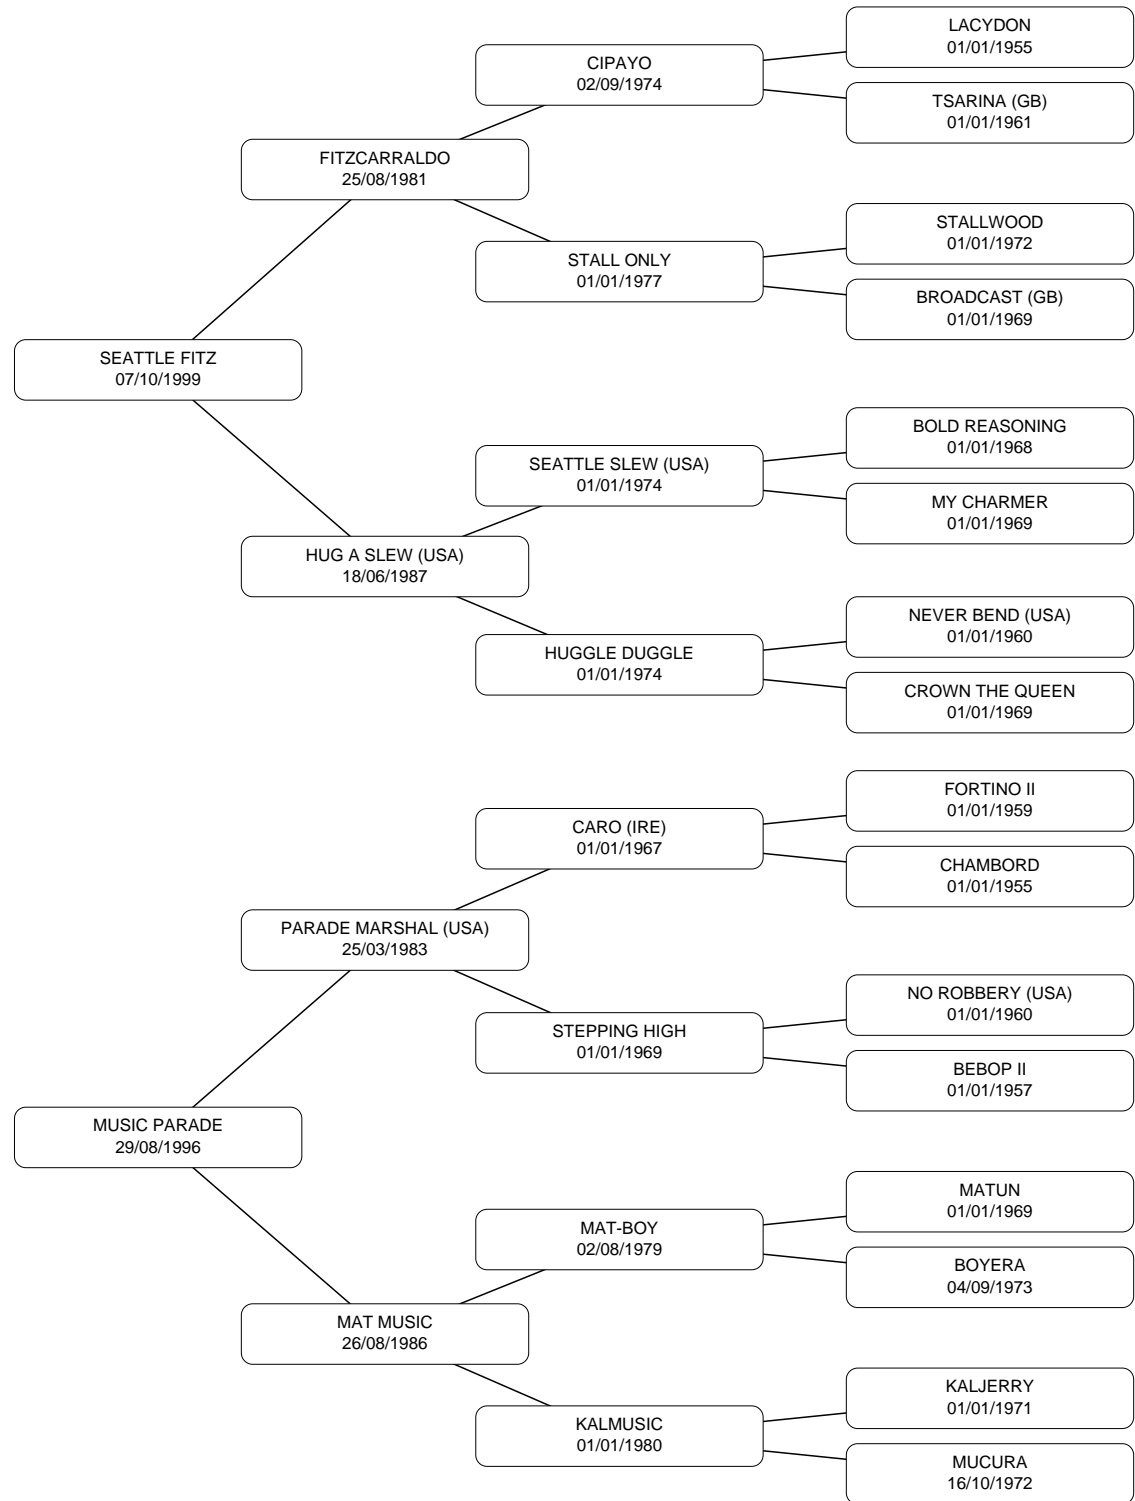 LACYDON
01/01/1955
CIPAYO
02/09/1974
TSARINA (GB)
01/01/1961
FITZCARRALDO
25/08/1981
STALLWOOD
01/01/1972
STALL ONLY
01/01/1977
BROADCAST (GB)
01/01/1969
SEATTLE FITZ
07/10/1999
BOLD REASONING
01/01/1968
SEATTLE SLEW (USA)
01/01/1974
MY CHARMER
01/01/1969
HUG A SLEW (USA)
18/06/1987
NEVER BEND (USA)
01/01/1960
HUGGLE DUGGLE
01/01/1974
CROWN THE QUEEN
01/01/1969
FORTINO II
01/01/1959
CARO (IRE)
01/01/1967
CHAMBORD
01/01/1955
PARADE MARSHAL (USA)
25/03/1983
NO ROBBERY (USA)
01/01/1960
STEPPING HIGH
01/01/1969
BEBOP II
01/01/1957
MUSIC PARADE
29/08/1996
MATUN
01/01/1969
MAT-BOY
02/08/1979
BOYERA
04/09/1973
MAT MUSIC
26/08/1986
KALJERRY
01/01/1971
KALMUSIC
01/01/1980
MUCURA
16/10/1972